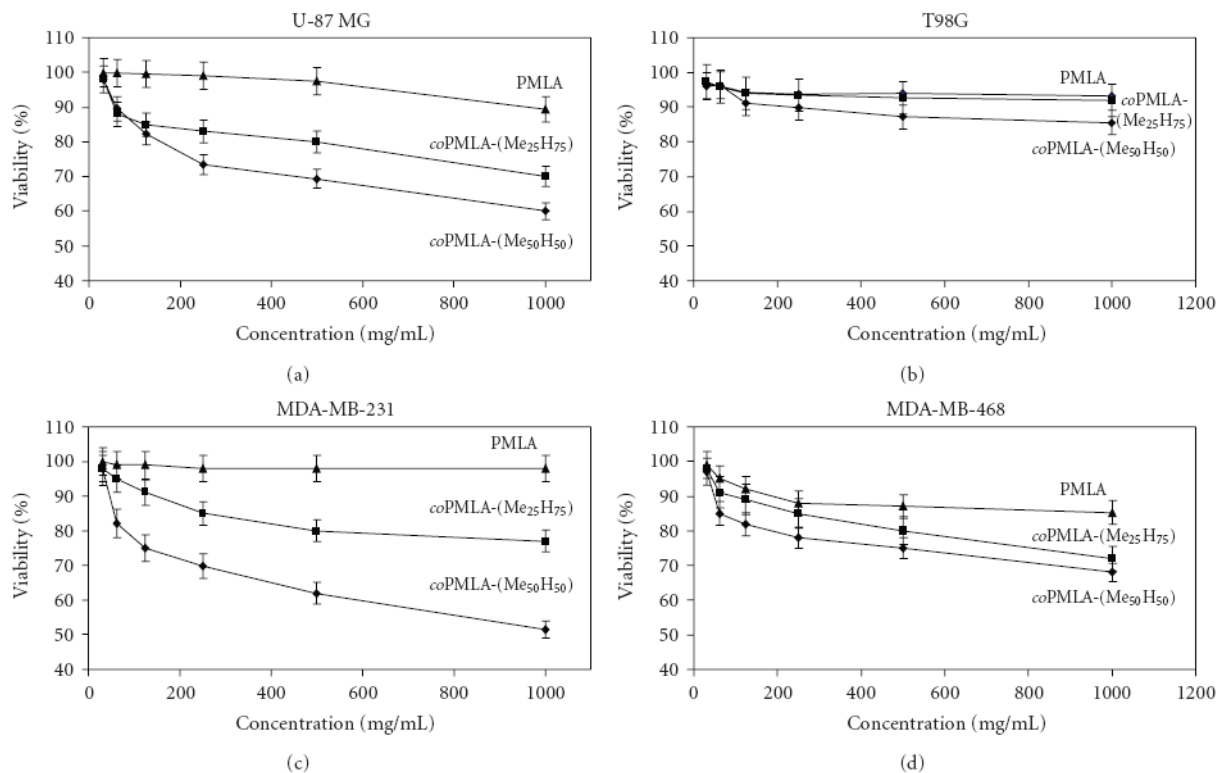 U-87 MG
110
100
90
80
70
60
50
40
Viability (%)
PMLA
coPMLA-(Me₂₅H₇₅)
coPMLA-(Me₅₀H₅₀)
0 200 400 600 800 1000
Concentration (mg/mL)
(a)
T98G
110
100
90
80
70
60
50
40
Viability (%)
PMLA
coPMLA-
(Me₂₅H₇₅)
coPMLA-(Me₅₀H₅₀)
0 200 400 600 800 1000 1200
Concentration (mg/mL)
(b)
MDA-MB-231
110
100
90
80
70
60
50
40
Viability (%)
PMLA
coPMLA-(Me₂₅H₇₅)
coPMLA-(Me₅₀H₅₀)
0 200 400 600 800 1000
Concentration (mg/mL)
(c)
MDA-MB-468
110
100
90
80
70
60
50
40
Viability (%)
PMLA
coPMLA-(Me₂₅H₇₅)
coPMLA-(Me₅₀H₅₀)
0 200 400 600 800 1000 1200
Concentration (mg/mL)
(d)